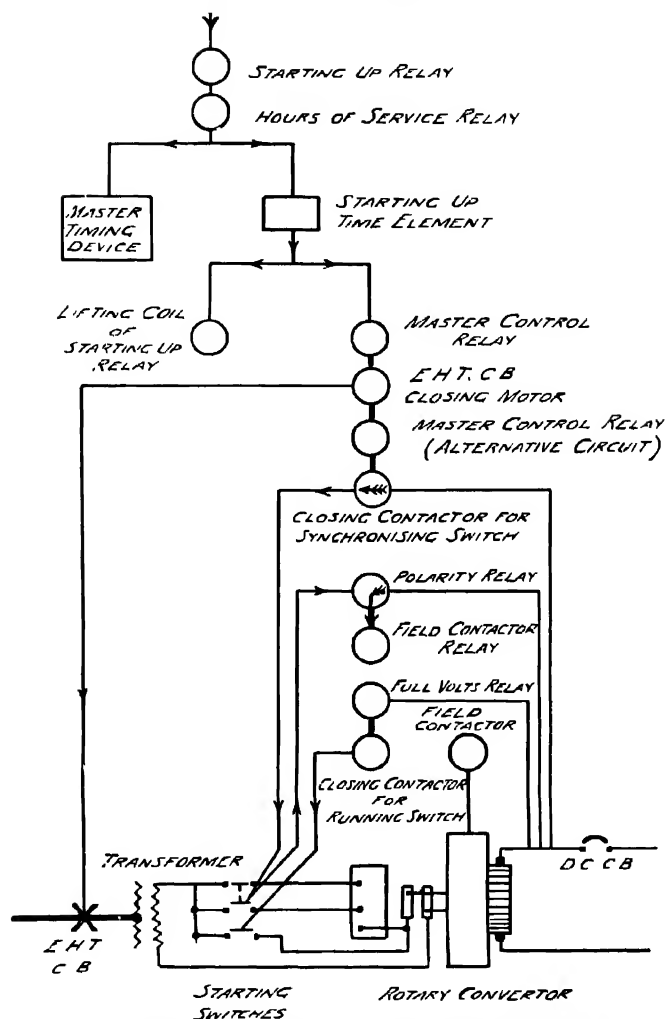 STARTING UP RELAY
HOURS OF SERVICE RELAY
MASTER
TIMING
DEVICE
STARTING UP
TIME ELEMENT
LIFTING COIL
OF
STARTING UP
RELAY
MASTER CONTROL
RELAY
E.H.T. C B
CLOSING MOTOR
MASTER CONTROL RELAY
(ALTERNATIVE CIRCUIT)
CLOSING CONTACTOR FOR
SYNCHRONISING SWITCH
POLARITY RELAY
FIELD CONTACTOR
RELAY
FULL VOLTS RELAY
FIELD
CONTACTOR
CLOSING CONTACTOR
FOR
RUNNING SWITCH
TRANSFORMER
D C C B
E H T
C B
STARTING
SWITCHES
ROTARY CONVERTOR